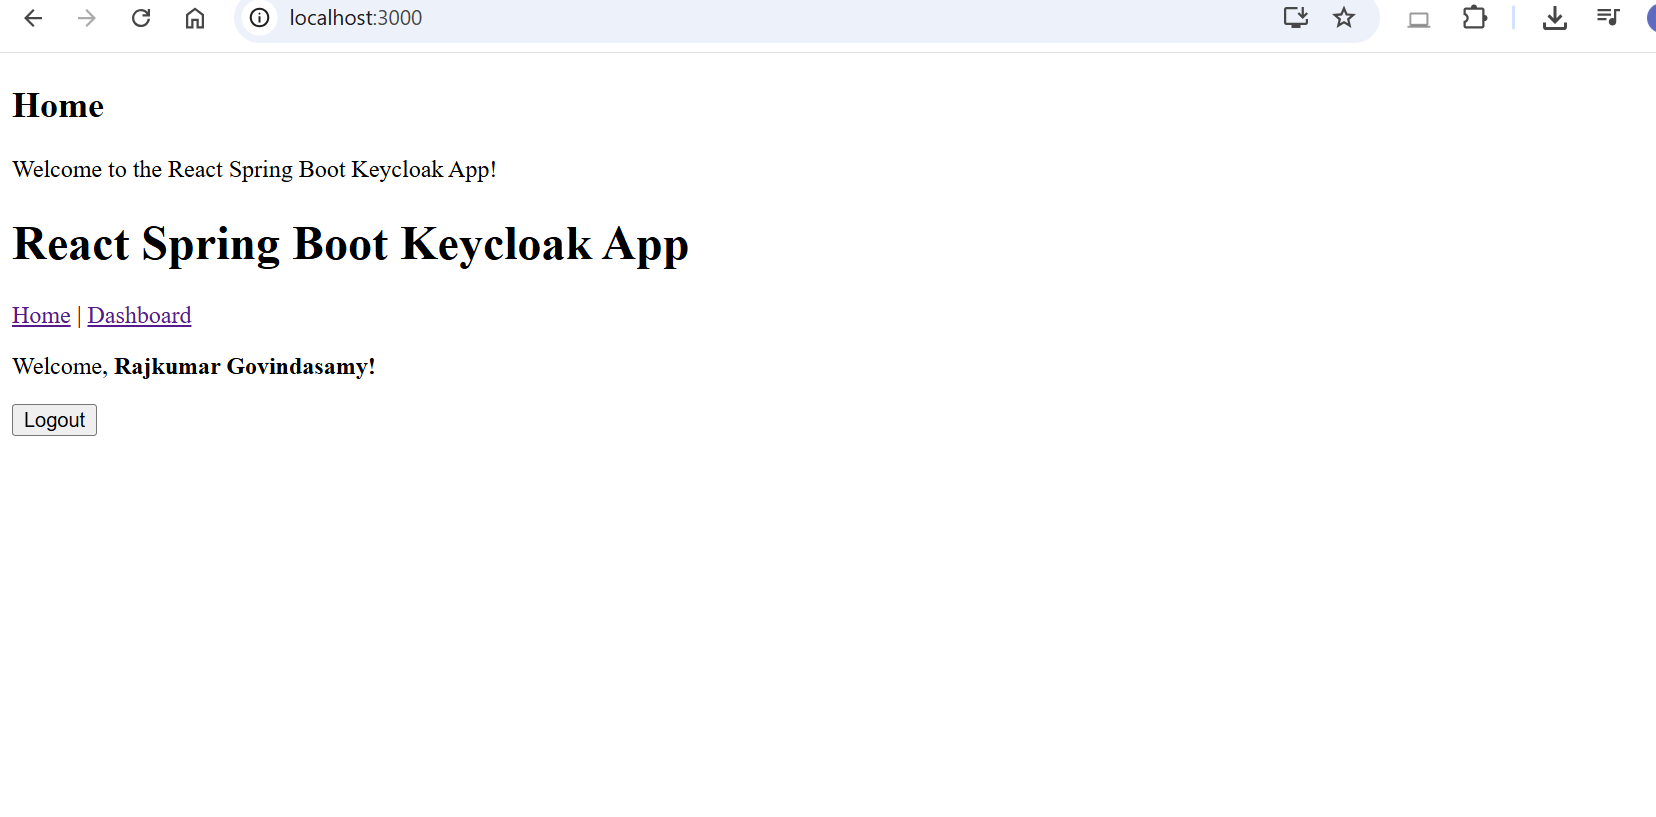 localhost:3000
Home
Welcome to the React Spring Boot Keycloak App!
React Spring Boot Keycloak App
Home | Dashboard
Welcome, Rajkumar Govindasamy!
Logout